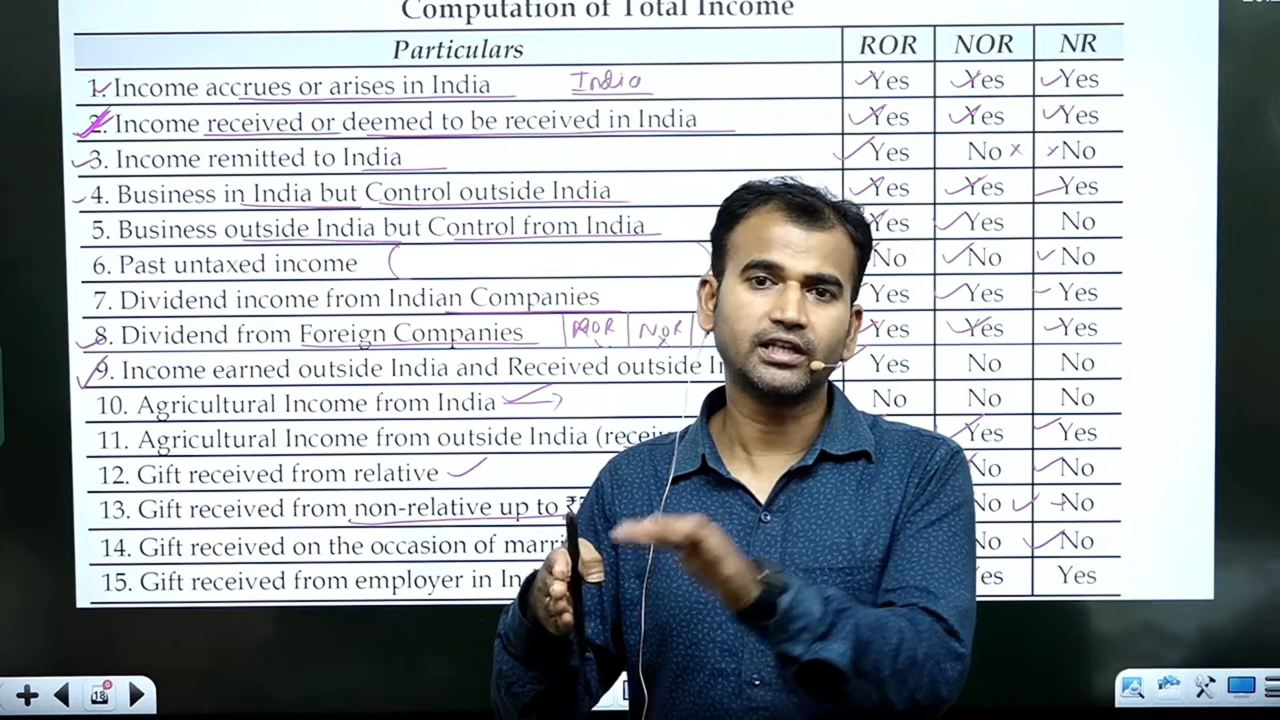 Computation of Total Income
Particulars ROR NOR NR
1. Income accrues or arises in India India Yes Yes Yes
2. Income received or deemed to be received in India Yes Yes Yes
3. Income remitted to India Yes No No
4. Business in India but Control outside India Yes Yes Yes
5. Business outside India but Control from India Yes Yes No
6. Past untaxed income No No No
7. Dividend income from Indian Companies Yes Yes Yes
8. Dividend from Foreign Companies ROR NOR Yes Yes Yes
9. Income earned outside India and Received outside Yes No No
10. Agricultural Income from India No No No
11. Agricultural Income from outside India Yes Yes
12. Gift received from relative No No
13. Gift received from non-relative up to No No
14. Gift received on the occasion of No No
15. Gift received from employer in Yes
18